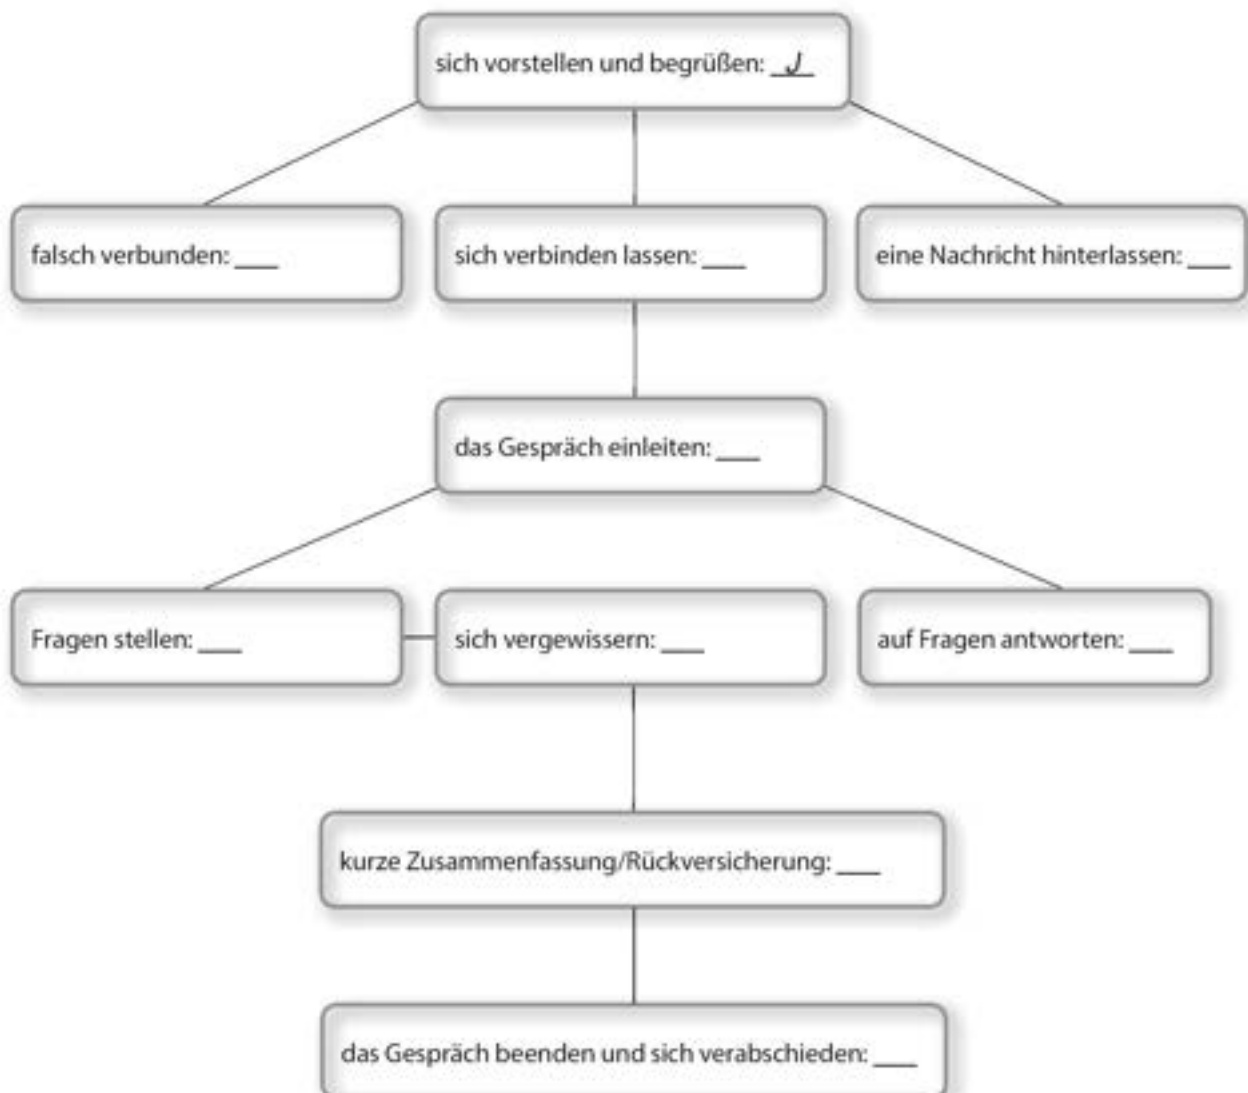 sich vorstellen und begrüßen: J
falsch verbunden: ___
sich verbinden lassen: ___
eine Nachricht hinterlassen: ___
das Gespräch einleiten: ___
Fragen stellen: ___
sich vergewissern: ___
auf Fragen antworten: ___
kurze Zusammenfassung/Rückversicherung: ___
das Gespräch beenden und sich verabschieden: ___